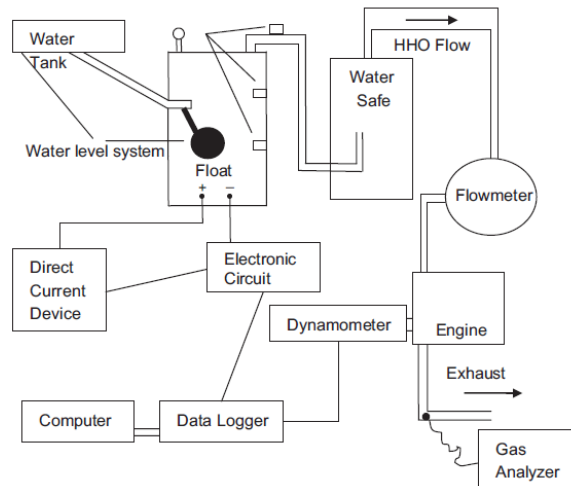 Water
Tank
HHO Flow
Water
Safe
Water level system
Float
+ −
Flowmeter
Direct
Current
Device
Electronic
Circuit
Dynamometer
Engine
Exhaust
Computer
Data Logger
Gas
Analyzer